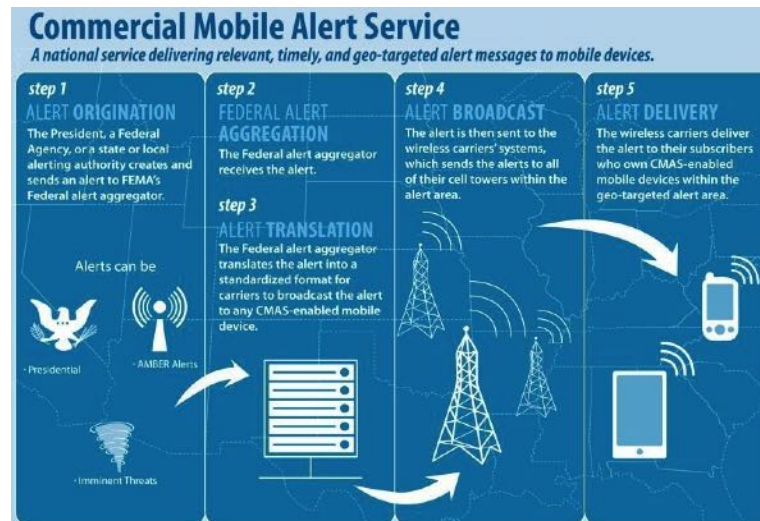 Commercial Mobile Alert Service
A national service delivering relevant, timely, and geo-targeted alert messages to mobile devices.
step 1
ALERT ORIGINATION
The President, a Federal
Agency, or a state or local
alerting authority creates and
sends an alert to FEMA's
Federal alert aggregator.
Alerts can be
· Presidential
· AMBER Alerts
· Imminent Threats
step 2
FEDERAL ALERT
AGGREGATION
The Federal alert aggregator
receives the alert.
step 3
ALERT TRANSLATION
The Federal alert aggregator
translates the alert into a
standardized format for
carriers to broadcast the alert
to any CMAS-enabled mobile
device.
step 4
ALERT BROADCAST
The alert is then sent to the
wireless carriers' systems,
which sends the alerts to all
of their cell towers within the
alert area.
step 5
ALERT DELIVERY
The wireless carriers deliver
the alert to their subscribers
who own CMAS-enabled
mobile devices within the
geo-targeted alert area.